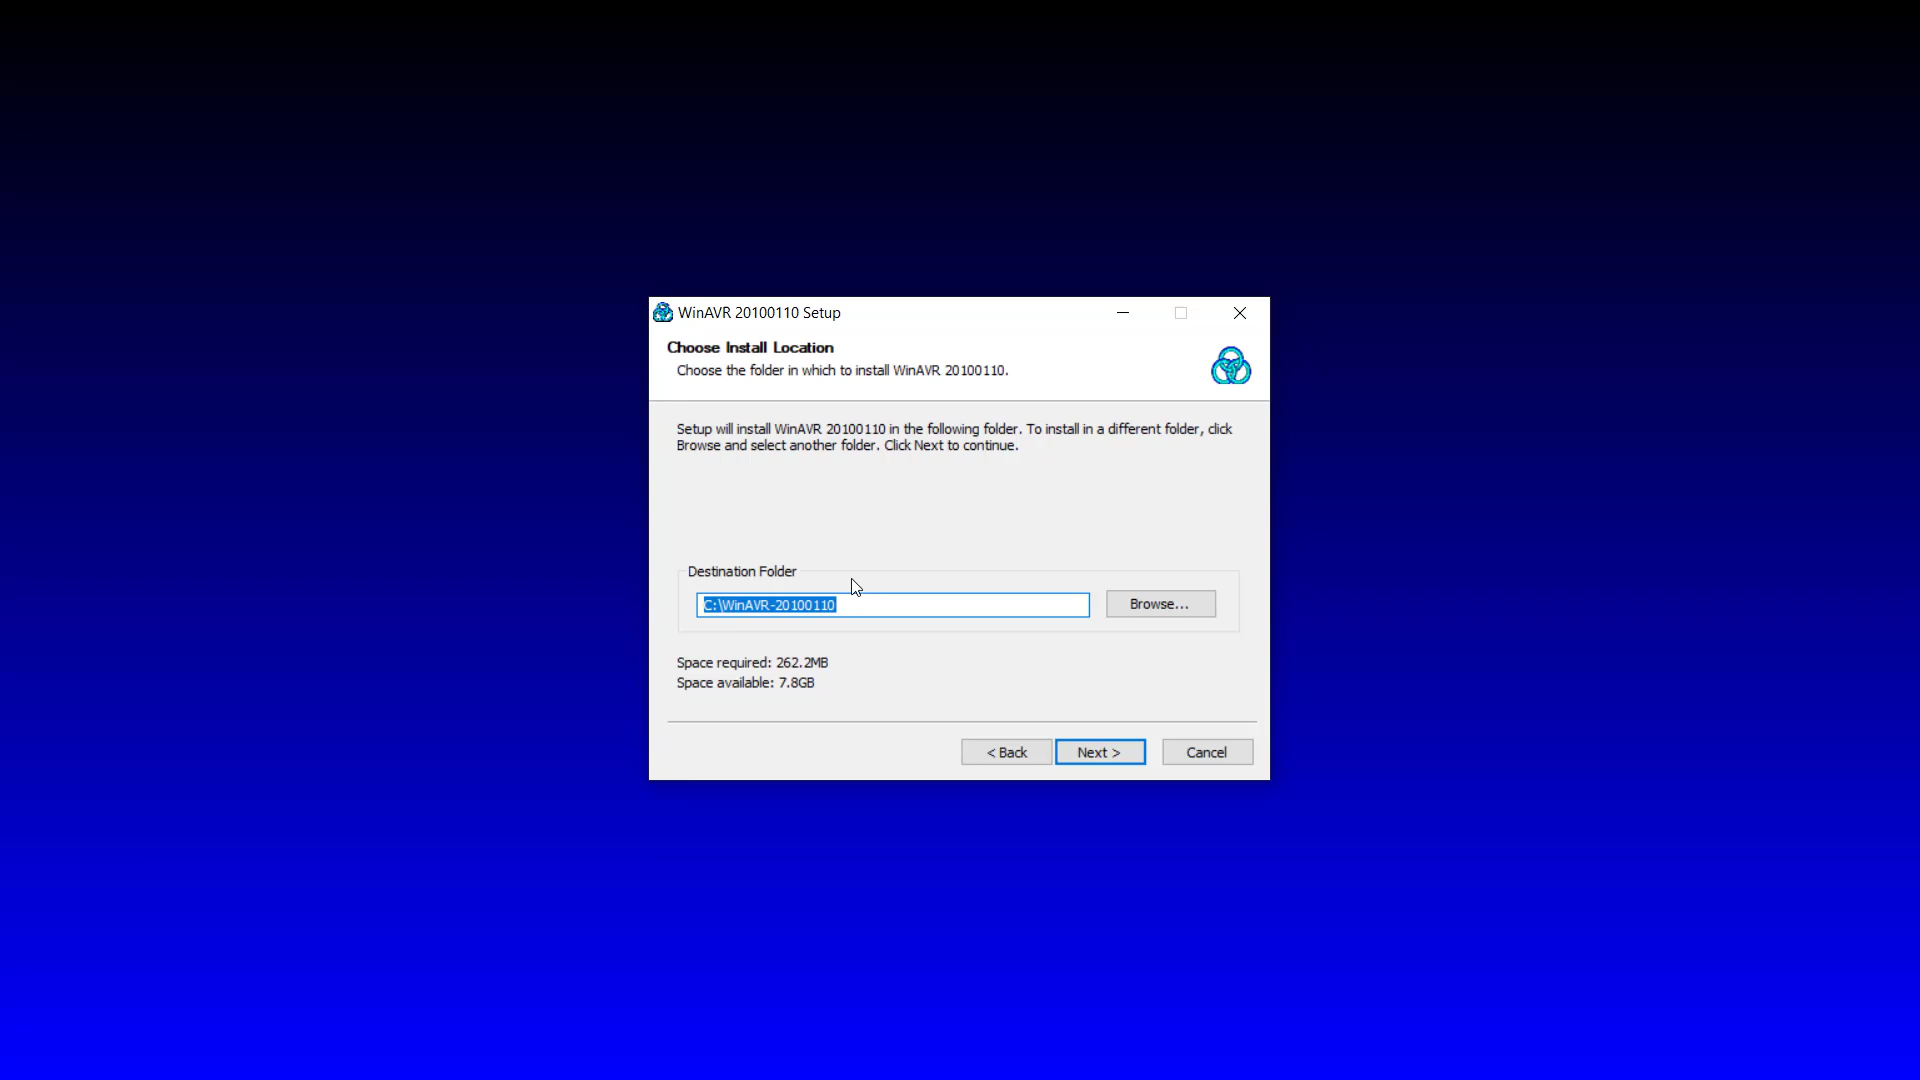 WinAVR 20100110 Setup
Choose Install Location
Choose the folder in which to install WinAVR 20100110.
Setup will install WinAVR 20100110 in the following folder. To install in a different folder, click
Browse and select another folder. Click Next to continue.
Destination Folder
C:\WinAVR-20100110
Browse...
Space required: 262.2MB
Space available: 7.8GB
< Back
Next >
Cancel